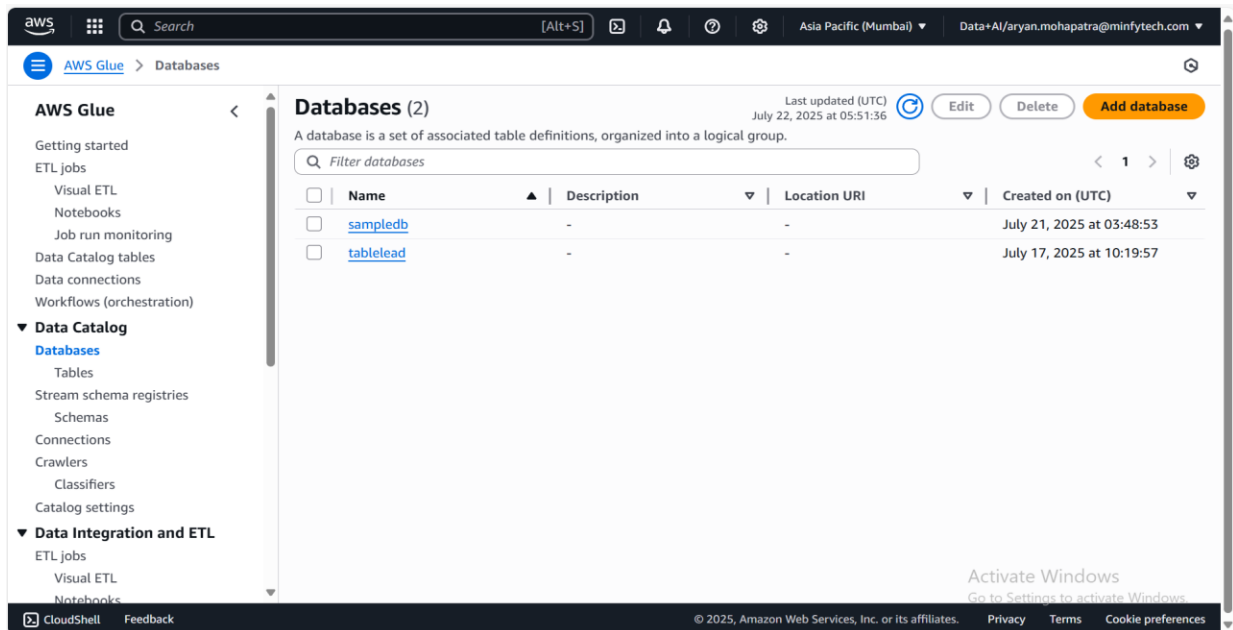 aws
Search [Alt+S] Asia Pacific (Mumbai) Data+AI/aryan.mohapatra@minfytech.com
AWS Glue > Databases
AWS Glue
Getting started
ETL jobs
Visual ETL
Notebooks
Job run monitoring
Data Catalog tables
Data connections
Workflows (orchestration)
Data Catalog
Databases
Tables
Stream schema registries
Schemas
Connections
Crawlers
Classifiers
Catalog settings
Data Integration and ETL
ETL jobs
Visual ETL
Notebooks
Databases (2)
Last updated (UTC)
July 22, 2025 at 05:51:36
Edit Delete Add database
A database is a set of associated table definitions, organized into a logical group.
Filter databases
1
Name Description Location URI Created on (UTC)
sampledb - - July 21, 2025 at 03:48:53
tablelead - - July 17, 2025 at 10:19:57
Activate Windows
Go to Settings to activate Windows.
CloudShell Feedback © 2025, Amazon Web Services, Inc. or its affiliates. Privacy Terms Cookie preferences